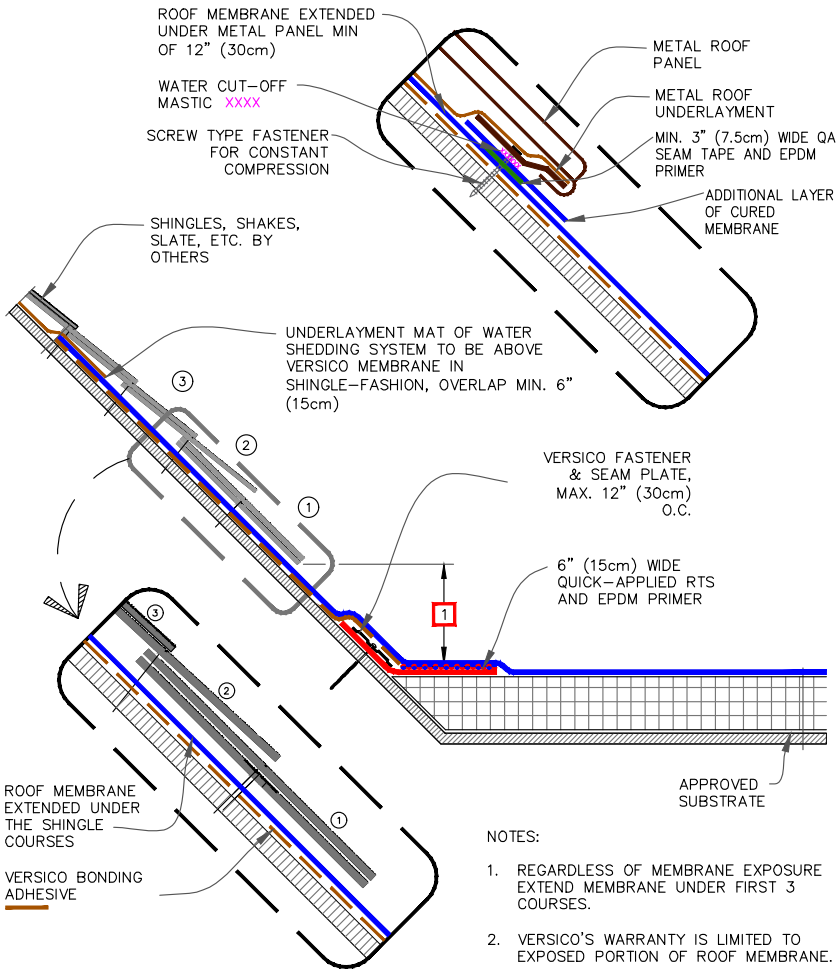 ROOF MEMBRANE EXTENDED
UNDER METAL PANEL MIN
OF 12" (30cm)
WATER CUT-OFF
MASTIC XXXX
SCREW TYPE FASTENER
FOR CONSTANT
COMPRESSION
METAL ROOF
PANEL
METAL ROOF
UNDERLAYMENT
MIN. 3" (7.5cm) WIDE QA
SEAM TAPE AND EPDM
PRIMER
ADDITIONAL LAYER
OF CURED
MEMBRANE
XXXX
SHINGLES, SHAKES,
SLATE, ETC. BY
OTHERS
UNDERLAYMENT MAT OF WATER
SHEDDING SYSTEM TO BE ABOVE
VERSICO MEMBRANE IN
SHINGLE-FASHION, OVERLAP MIN. 6"
(15cm)
3
2
1
VERSICO FASTENER
& SEAM PLATE,
MAX. 12" (30cm)
O.C.
6" (15cm) WIDE
QUICK-APPLIED RTS
AND EPDM PRIMER
1
3
2
1
ROOF MEMBRANE
EXTENDED UNDER
THE SHINGLE
COURSES
VERSICO BONDING
ADHESIVE
APPROVED
SUBSTRATE
NOTES:
1. REGARDLESS OF MEMBRANE EXPOSURE
EXTEND MEMBRANE UNDER FIRST 3
COURSES.
2. VERSICO'S WARRANTY IS LIMITED TO
EXPOSED PORTION OF ROOF MEMBRANE.